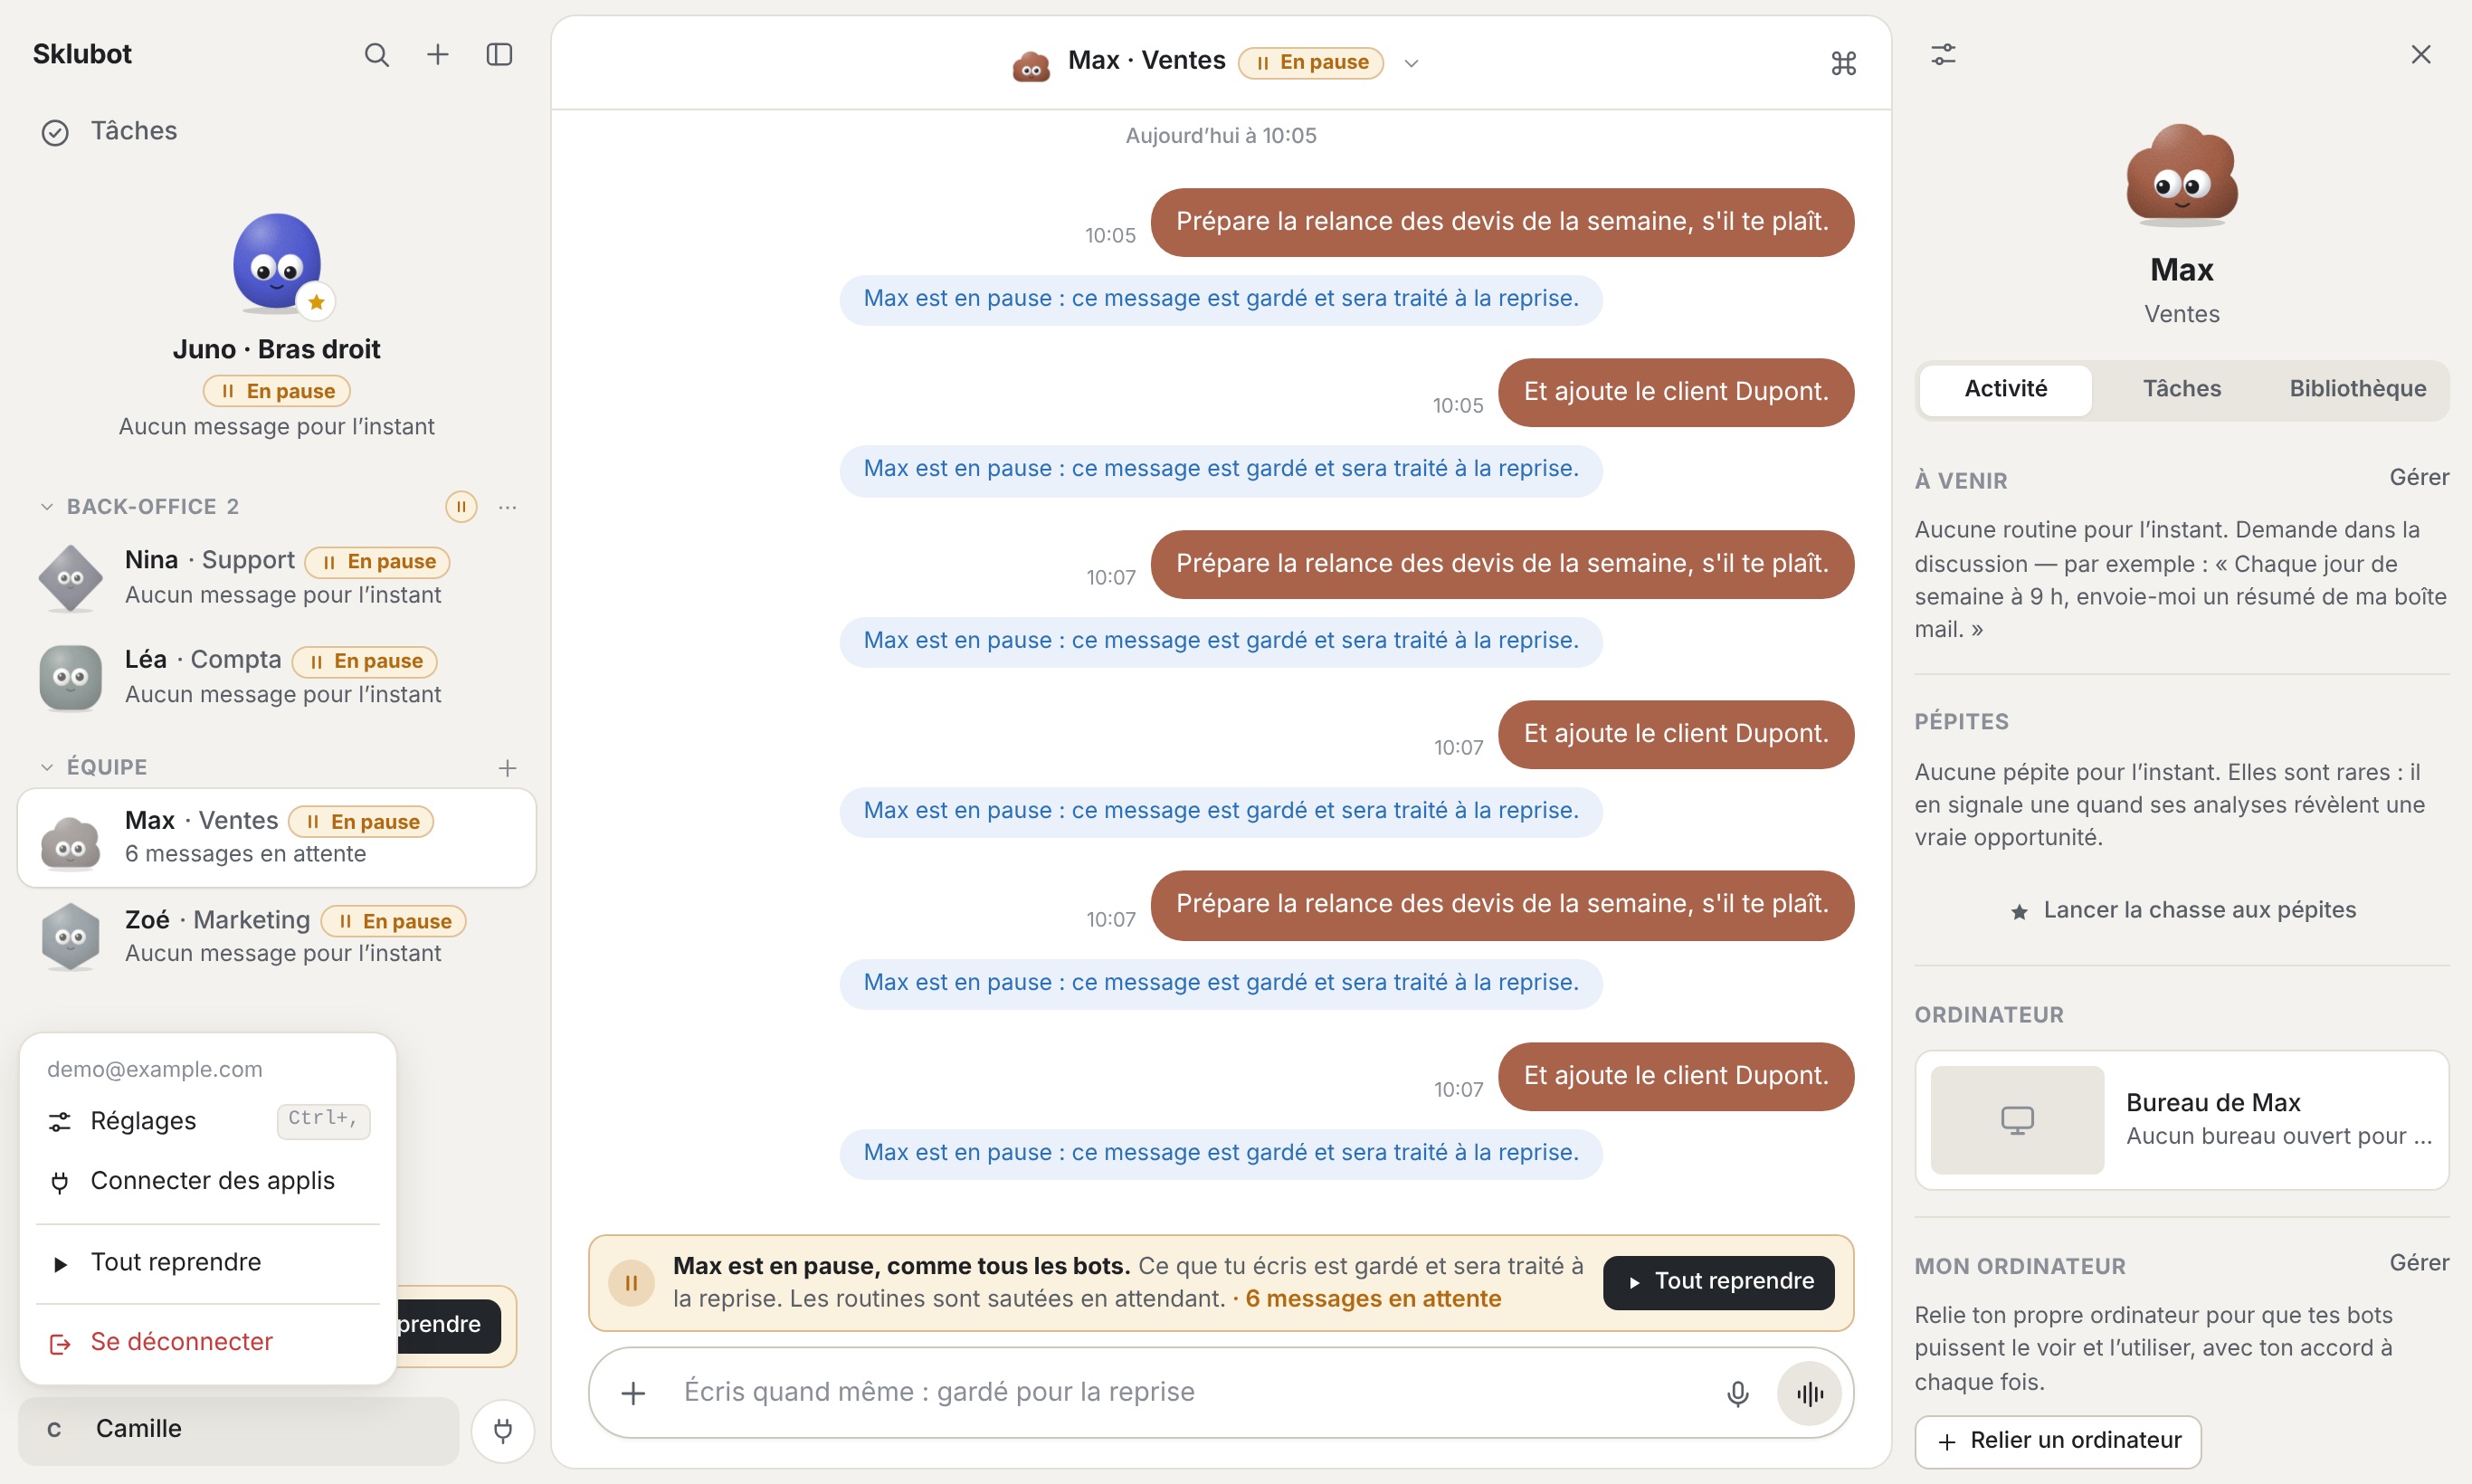 Sklubot
Tâches
Juno · Bras droit
En pause
Aucun message pour l’instant
BACK-OFFICE 2
Nina · Support En pause
Aucun message pour l’instant
Léa · Compta En pause
Aucun message pour l’instant
ÉQUIPE
Max · Ventes En pause
6 messages en attente
Zoé · Marketing En pause
Aucun message pour l’instant
demo@example.com
Réglages Ctrl+,
Connecter des applis
Tout reprendre
Se déconnecter
prendre
C Camille
Max · Ventes En pause
Aujourd’hui à 10:05
10:05 Prépare la relance des devis de la semaine, s'il te plaît.
Max est en pause : ce message est gardé et sera traité à la reprise.
10:05 Et ajoute le client Dupont.
Max est en pause : ce message est gardé et sera traité à la reprise.
10:07 Prépare la relance des devis de la semaine, s'il te plaît.
Max est en pause : ce message est gardé et sera traité à la reprise.
10:07 Et ajoute le client Dupont.
Max est en pause : ce message est gardé et sera traité à la reprise.
10:07 Prépare la relance des devis de la semaine, s'il te plaît.
Max est en pause : ce message est gardé et sera traité à la reprise.
10:07 Et ajoute le client Dupont.
Max est en pause : ce message est gardé et sera traité à la reprise.
Max est en pause, comme tous les bots. Ce que tu écris est gardé et sera traité à
la reprise. Les routines sont sautées en attendant. · 6 messages en attente
Tout reprendre
Écris quand même : gardé pour la reprise
Max
Ventes
Activité Tâches Bibliothèque
À VENIR Gérer
Aucune routine pour l’instant. Demande dans la
discussion — par exemple : « Chaque jour de
semaine à 9 h, envoie-moi un résumé de ma boîte
mail. »
PÉPITES
Aucune pépite pour l’instant. Elles sont rares : il
en signale une quand ses analyses révèlent une
vraie opportunité.
Lancer la chasse aux pépites
ORDINATEUR
Bureau de Max
Aucun bureau ouvert pour ...
MON ORDINATEUR Gérer
Relie ton propre ordinateur pour que tes bots
puissent le voir et l’utiliser, avec ton accord à
chaque fois.
Relier un ordinateur